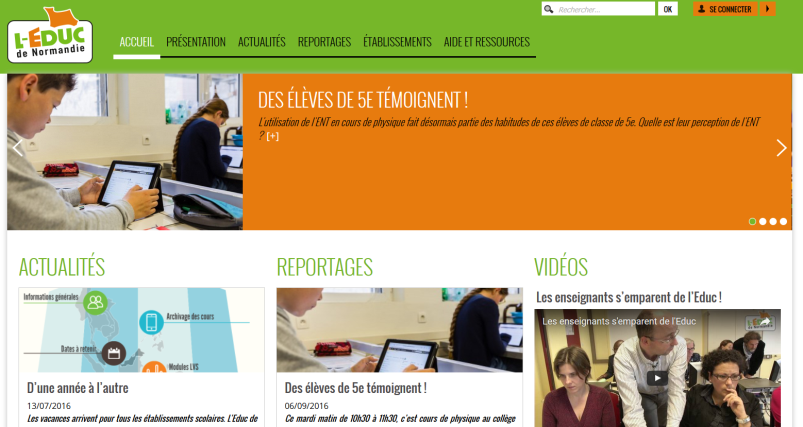 Rechercher...
OK
SE CONNECTER
L-ÉDUC
de Normandie
ACCUEIL PRÉSENTATION ACTUALITÉS REPORTAGES ÉTABLISSEMENTS AIDE ET RESSOURCES
DES ÉLÈVES DE 5E TÉMOIGNENT !
L'utilisation de l'ENT en cours de physique fait désormais partie des habitudes de ces élèves de classe de 5e. Quelle est leur perception de l'ENT
? [+]
ACTUALITÉS
Informations générales
Archivage des cours
Dates à retenir
Modules LVS
D'une année à l'autre
13/07/2016
Les vacances arrivent pour tous les établissements scolaires. L'Educ de
REPORTAGES
Des élèves de 5e témoignent !
06/09/2016
Ce mardi matin de 10h30 à 11h30, c'est cours de physique au collège
VIDÉOS
Les enseignants s'emparent de l'Educ !
Les enseignants s'emparent de l'Educ